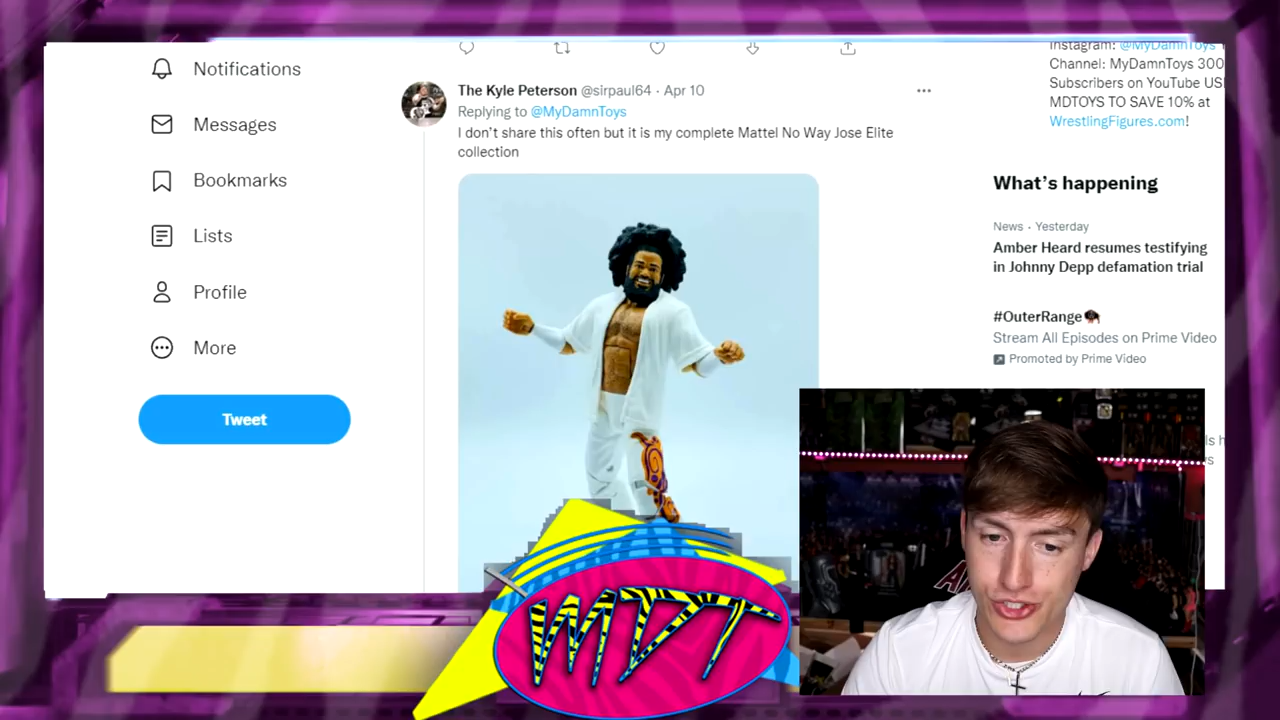 Notifications
Messages
Bookmarks
Lists
Profile
More
Tweet
The Kyle Peterson @sirpaul64 · Apr 10
Replying to @MyDamnToys
I don't share this often but it is my complete Mattel No Way Jose Elite
collection
Instagram: @MyDamnToys
Channel: MyDamnToys 300
Subscribers on YouTube US
MDTOYS TO SAVE 10% at
WrestlingFigures.com!
What's happening
News · Yesterday
Amber Heard resumes testifying
in Johnny Depp defamation trial
#OuterRange
Stream All Episodes on Prime Video
Promoted by Prime Video
MDT